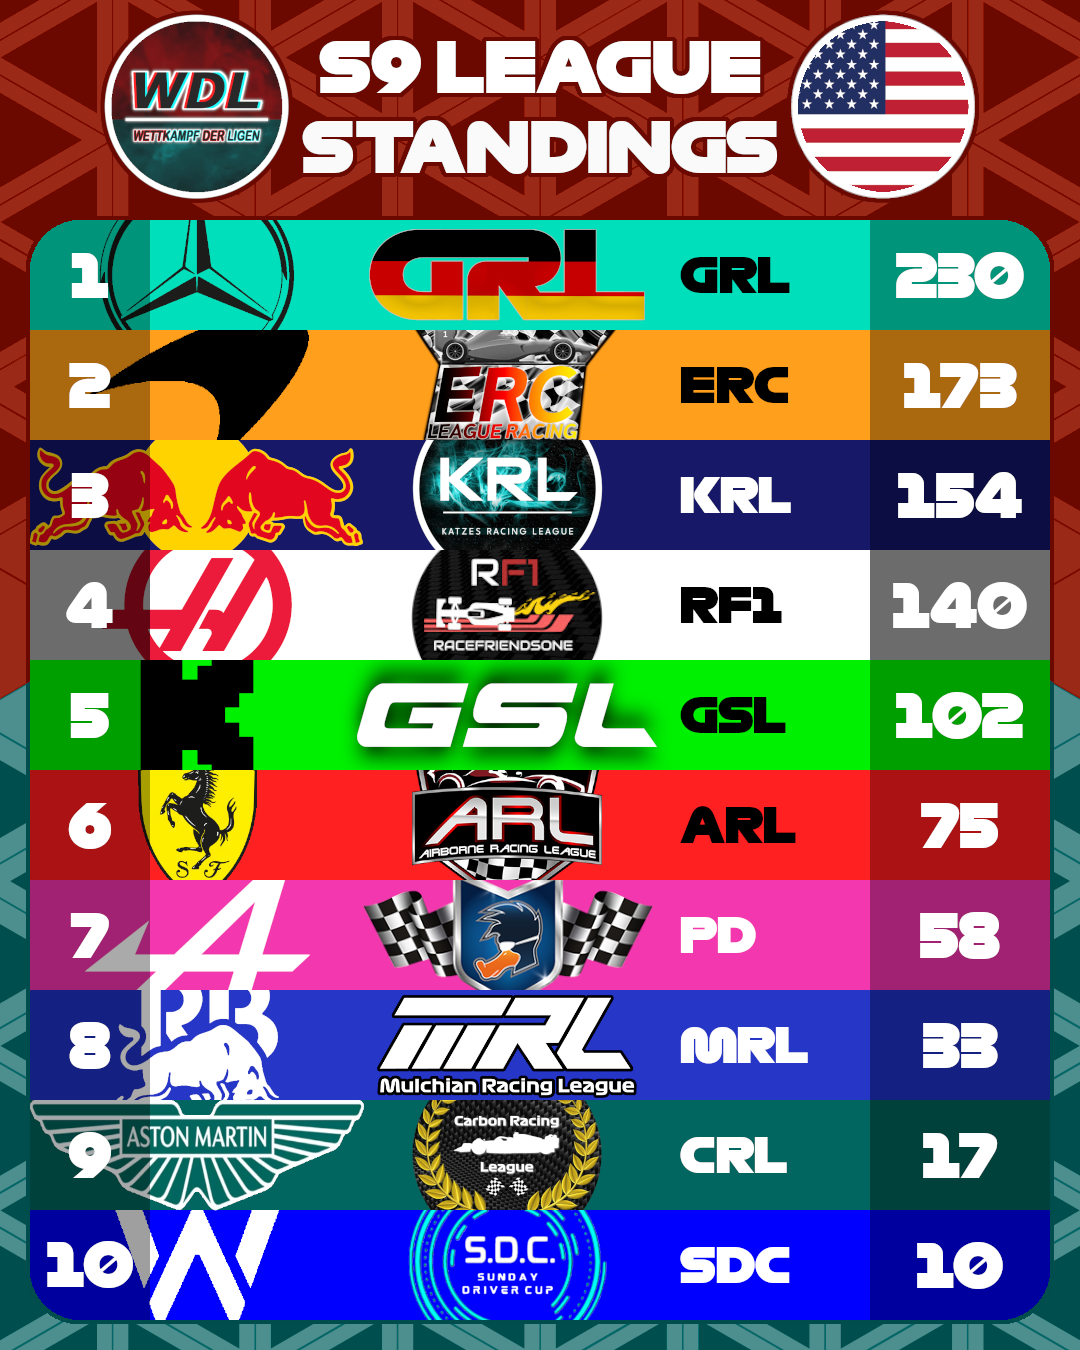 WDL
WETTKAMPF DER LIGEN
S9 LEAGUE
STANDINGS
1 GRL GRL 230
2 1 ERC LEAGUE RACING ERC 173
3 KRL KATZES RACING LEAGUE KRL 154
4 RF1 RACEFRIENDSONE RF1 140
5 GSL GSL 102
6 S F ARL AIRBORNE RACING LEAGUE ARL 75
7 PD 58
8 RB MRL Mulchian Racing League MRL 33
9 ASTON MARTIN Carbon Racing League CRL 17
10 W S.D.C. SUNDAY DRIVER CUP SDC 10